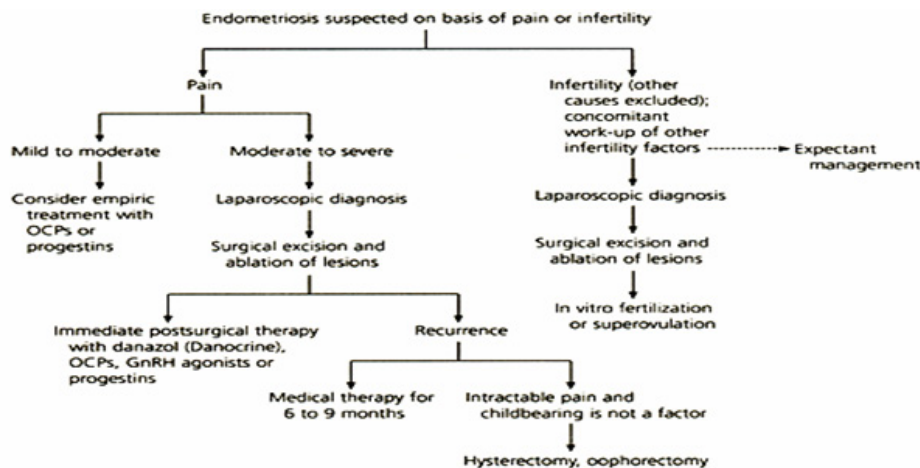 Endometriosis suspected on basis of pain or infertility
Pain
Infertility (other
causes excluded);
concomitant
work-up of other
infertility factors
Expectant
management
Mild to moderate
Moderate to severe
Consider empiric
treatment with
OCPs or
progestins
Laparoscopic diagnosis
Laparoscopic diagnosis
Surgical excision and
ablation of lesions
Surgical excision and
ablation of lesions
In vitro fertilization
or superovulation
Immediate postsurgical therapy
with danazol (Danocrine),
OCPs, GnRH agonists or
progestins
Recurrence
Medical therapy for
6 to 9 months
Intractable pain and
childbearing is not a factor
Hysterectomy, oophorectomy